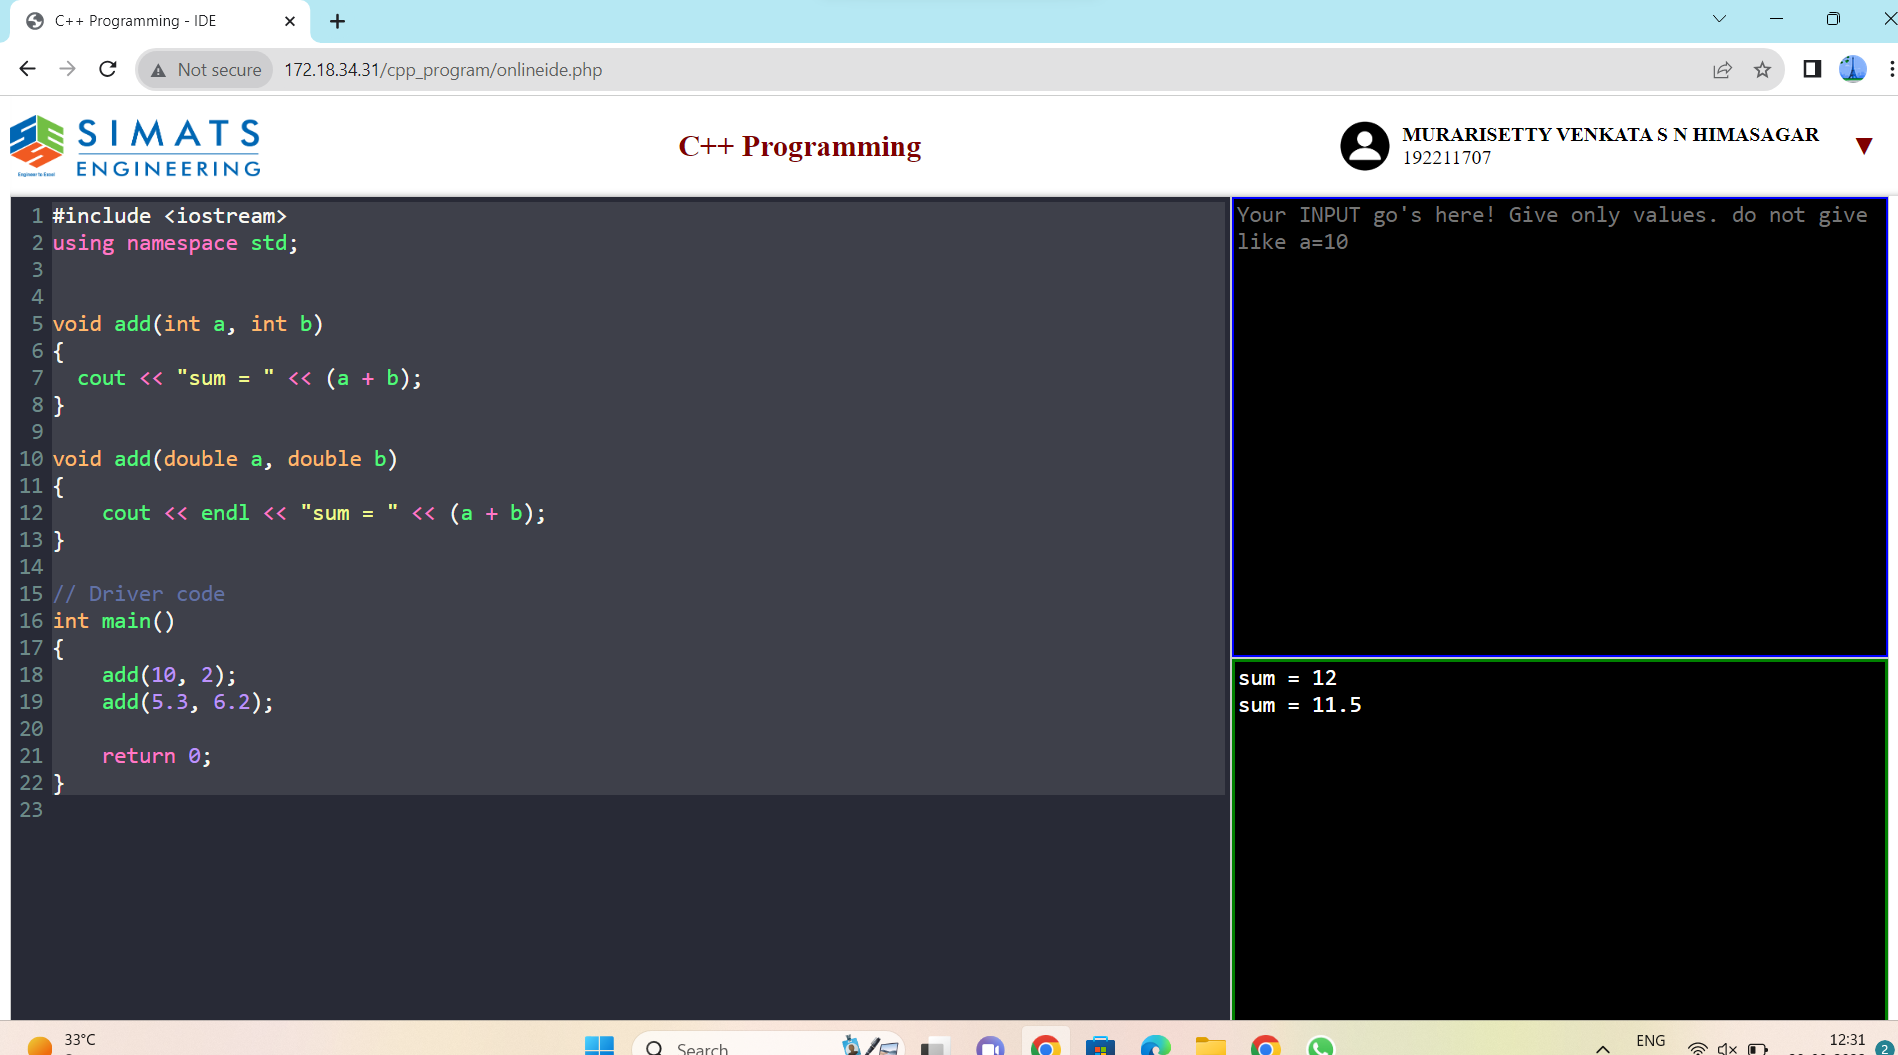 C++ Programming - IDE
Not secure
172.18.34.31/cpp_program/onlineide.php
SIMATS
ENGINEERING
Engineer to Excel
C++ Programming
MURARISETTY VENKATA S N HIMASAGAR
192211707
1 #include <iostream>
2 using namespace std;
3
4
5 void add(int a, int b)
6 {
7   cout << "sum = " << (a + b);
8 }
9
10 void add(double a, double b)
11 {
12     cout << endl << "sum = " << (a + b);
13 }
14
15 // Driver code
16 int main()
17 {
18     add(10, 2);
19     add(5.3, 6.2);
20
21     return 0;
22 }
23
Your INPUT go's here! Give only values. do not give
like a=10
sum = 12
sum = 11.5
33°C
Search
ENG
12:31
2